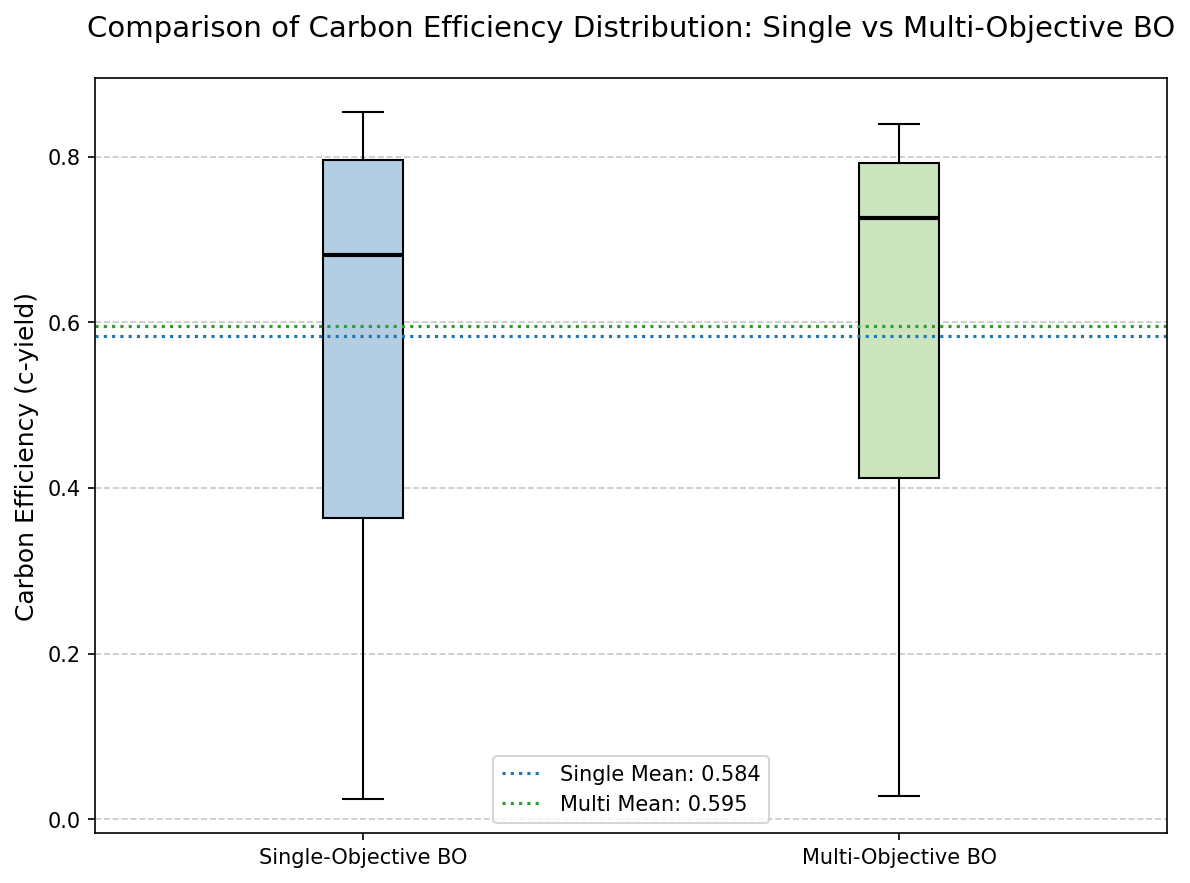 Comparison of Carbon Efficiency Distribution: Single vs Multi-Objective BO
Carbon Efficiency (c-yield)
0.8
0.6
0.4
0.2
0.0
Single Mean: 0.584
Multi Mean: 0.595
Single-Objective BO
Multi-Objective BO